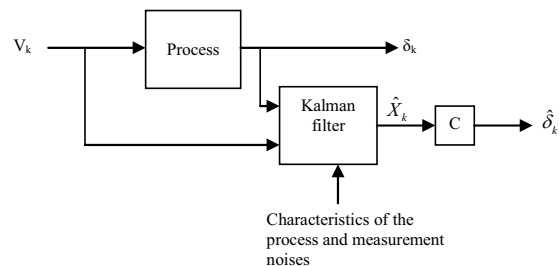 V_k
Process
δ_k
Kalman
filter
X̂_k
C
δ̂_k
Characteristics of the
process and measurement
noises